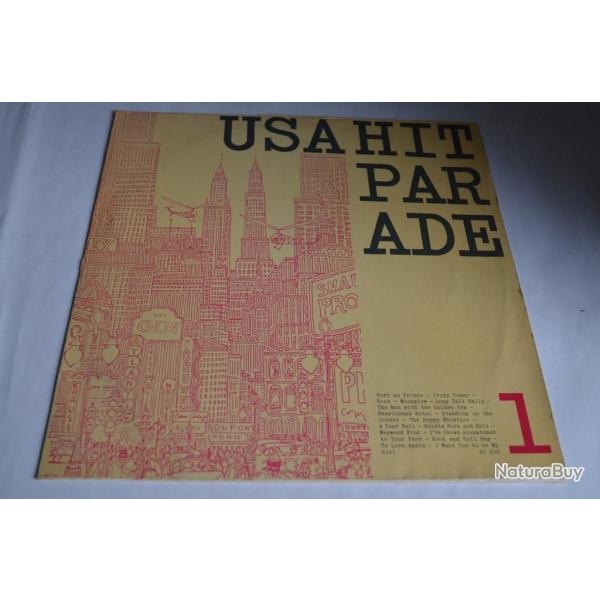 USA HIT
PAR
ADE
GIN
DUPONT
Port au Prince - Ivory Tower -
Rock - Moonglow - Long Tall Sally -
The Man with the Golden Arm -
Heartbreak Hotel - Standing on the
Corner - The Happy Whistler -
A Tear Fell - Saints Rock and Roll -
Wayward Wind - I've Grown Accustomed
to Your Face - Rock and Roll Rag -
To Love Again - I Want You to be My
Girl
1
NaturaBuy